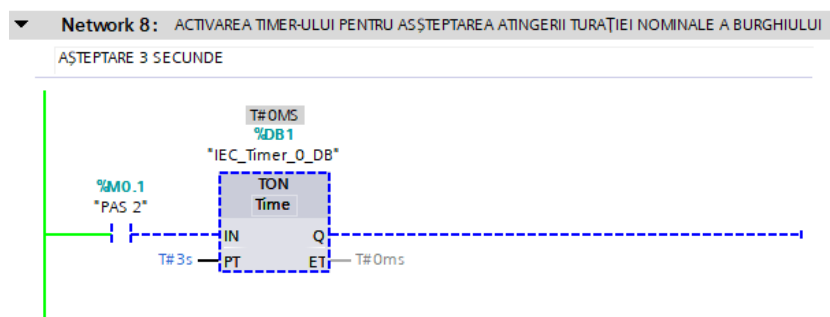 Network 8: ACTIVAREA TIMER-ULUI PENTRU ASȘTEPTAREA ATINGERII TURAȚIEI NOMINALE A BURGHIULUI
AȘTEPTARE 3 SECUNDE
T#0MS
%DB1
"IEC_Timer_0_DB"
%M0.1
"PAS 2"
TON
Time
IN Q
T#3s PT ET T#0ms